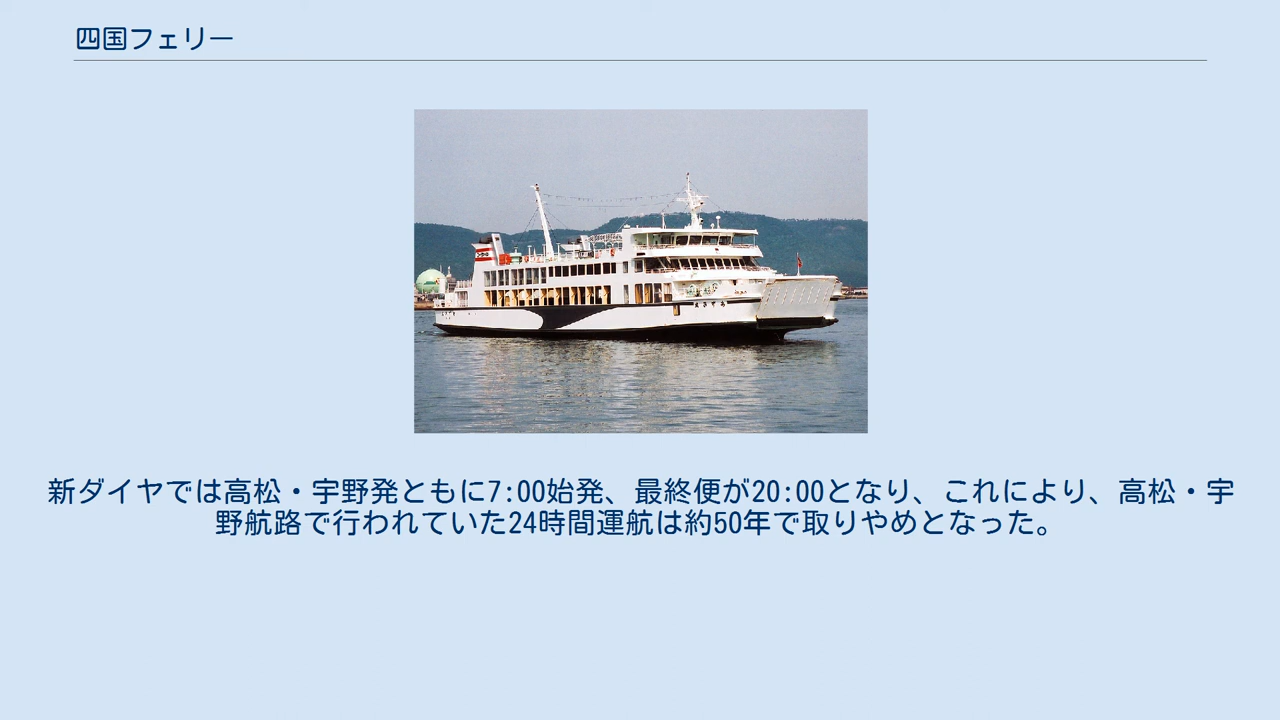 四国フェリー
新ダイヤでは高松・宇野発ともに7:00始発、最終便が20:00となり、これにより、高松・宇
野航路で行われていた24時間運航は約50年で取りやめとなった。